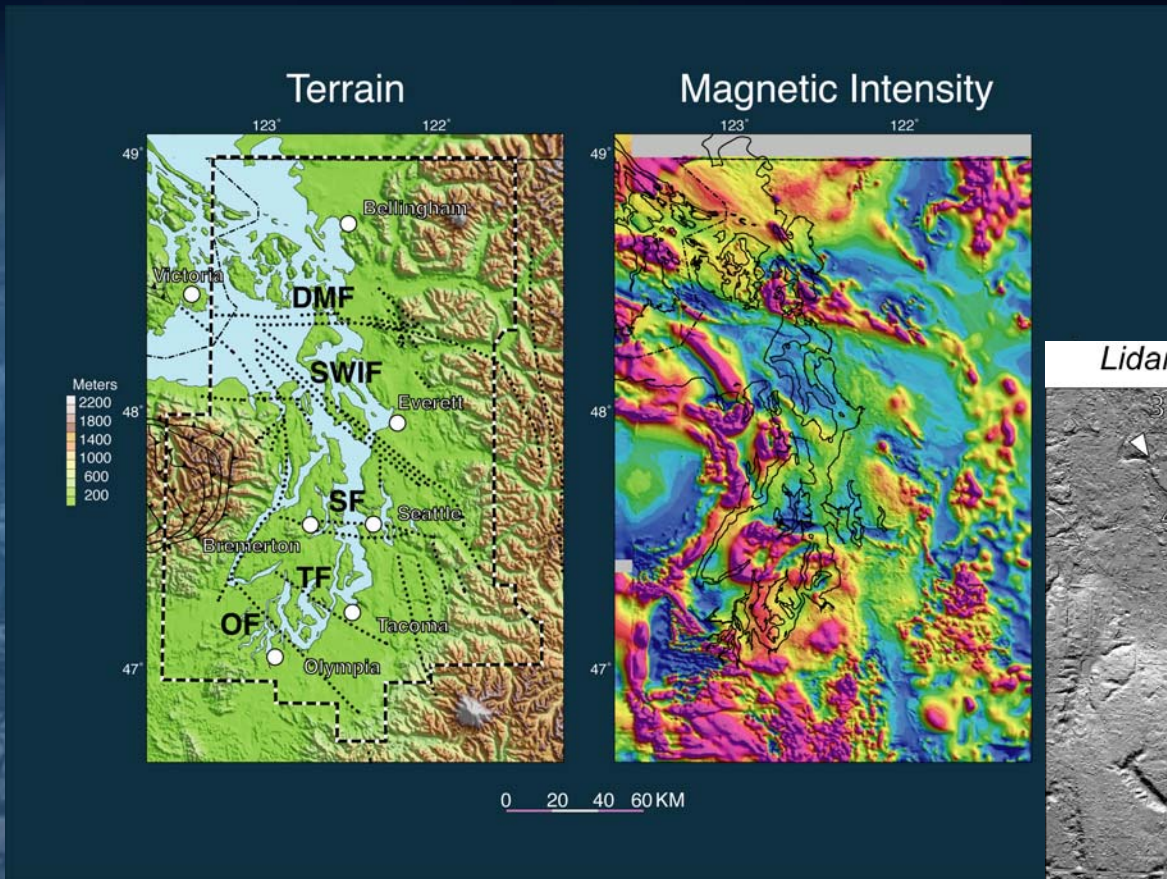 Terrain
123° 122°
49°
Bellingham
Victoria
DMF
SWIF
Everett
48°
Meters
2200
1800
1400
1000
600
200
SF
Seattle
Bremerton
TF
OF
Tacoma
Olympia
47°
Magnetic Intensity
123° 122°
49°
48°
47°
0 20 40 60 KM
Lidar
3